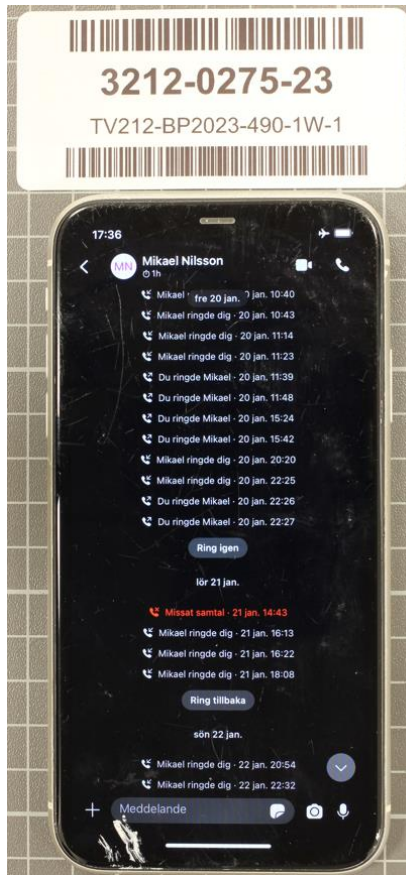 3212-0275-23
TV212-BP2023-490-1W-1
17:36
MN
Mikael Nilsson
1h
Mikael jan. 10:40
fre 20 jan.
Mikael ringde dig · 20 jan. 10:43
Mikael ringde dig · 20 jan. 11:14
Mikael ringde dig · 20 jan. 11:23
Du ringde Mikael · 20 jan. 11:39
Du ringde Mikael · 20 jan. 11:48
Du ringde Mikael · 20 jan. 15:24
Du ringde Mikael · 20 jan. 15:42
Mikael ringde dig · 20 jan. 20:20
Mikael ringde dig · 20 jan. 22:25
Du ringde Mikael · 20 jan. 22:26
Du ringde Mikael · 20 jan. 22:27
Ring igen
lör 21 jan.
Missat samtal · 21 jan. 14:43
Mikael ringde dig · 21 jan. 16:13
Mikael ringde dig · 21 jan. 16:22
Mikael ringde dig · 21 jan. 18:08
Ring tillbaka
sön 22 jan.
Mikael ringde dig · 22 jan. 20:54
Mikael ringde dig · 22 jan. 22:32
Meddelande